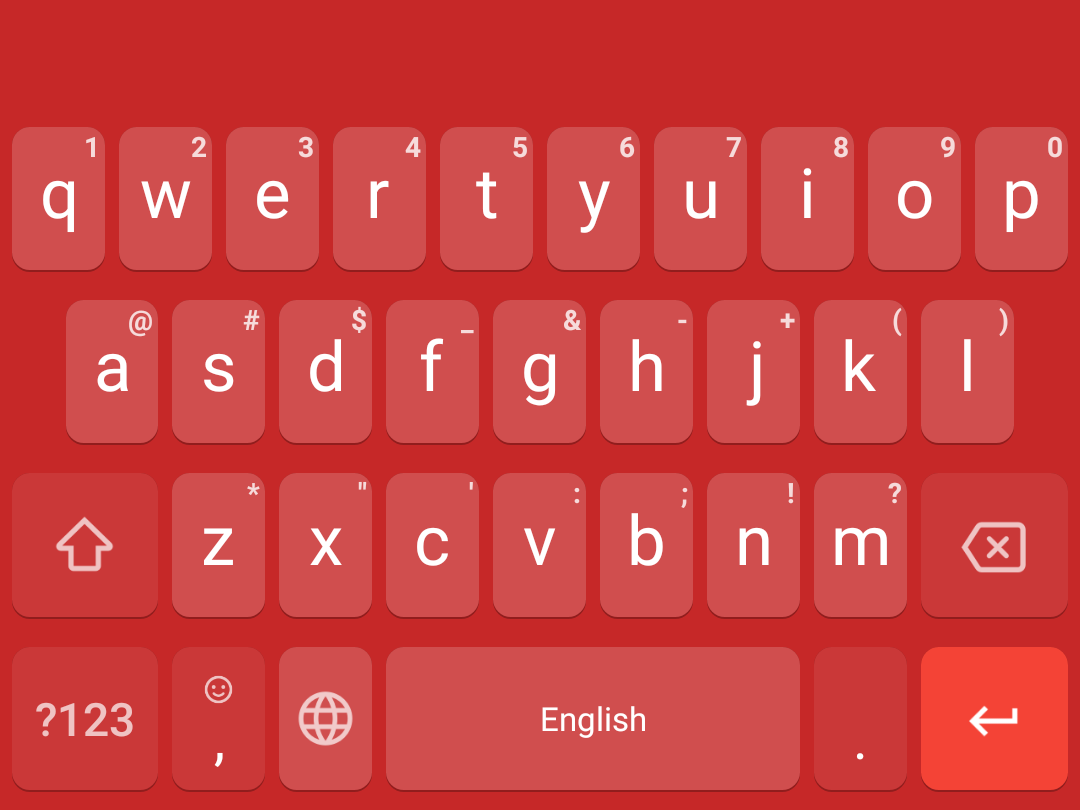 1 2 3 4 5 6 7 8 9 0
q w e r t y u i o p
@ # $ _ & - + ( )
a s d f g h j k l
* " ' : ; ! ?
z x c v b n m
?123 , English .